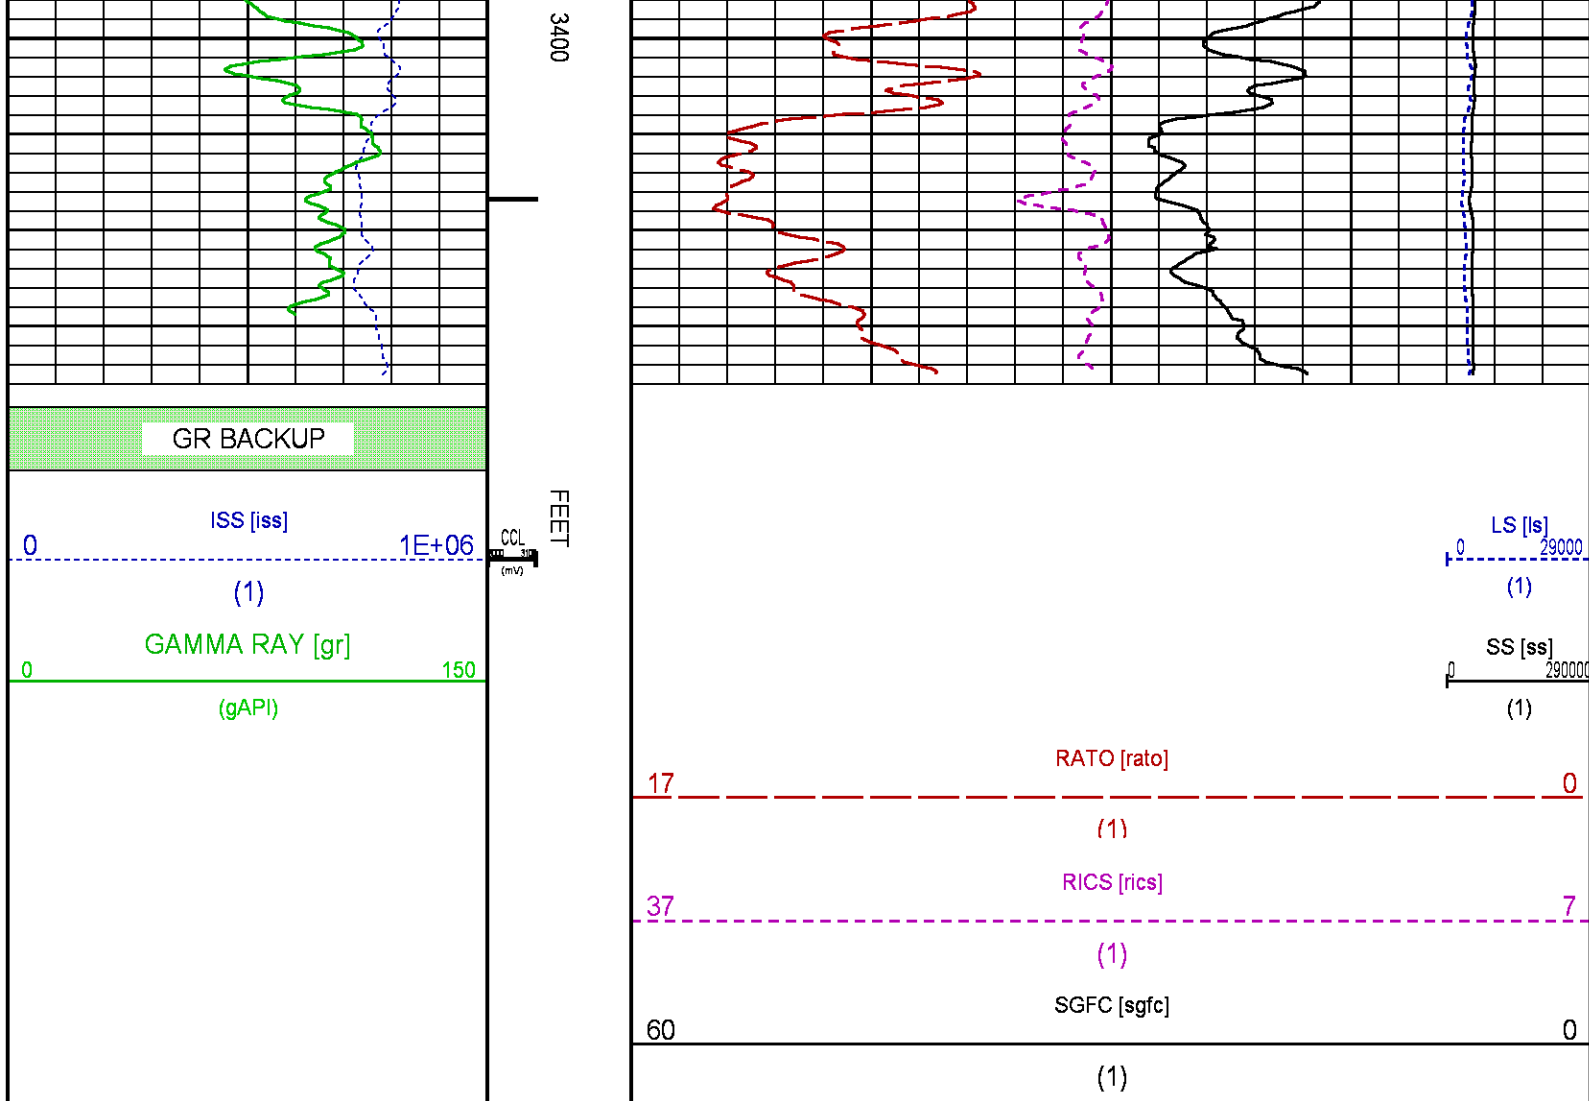 3400
GR BACKUP
ISS [iss]
0 1E+06
(1)
GAMMA RAY [gr]
0 150
(gAPI)
FEET
CCL
(mV)
LS [ls]
0 29000
(1)
SS [ss]
0 290000
(1)
RATO [rato]
17 0
(1)
RICS [rics]
37 7
(1)
SGFC [sgfc]
60 0
(1)